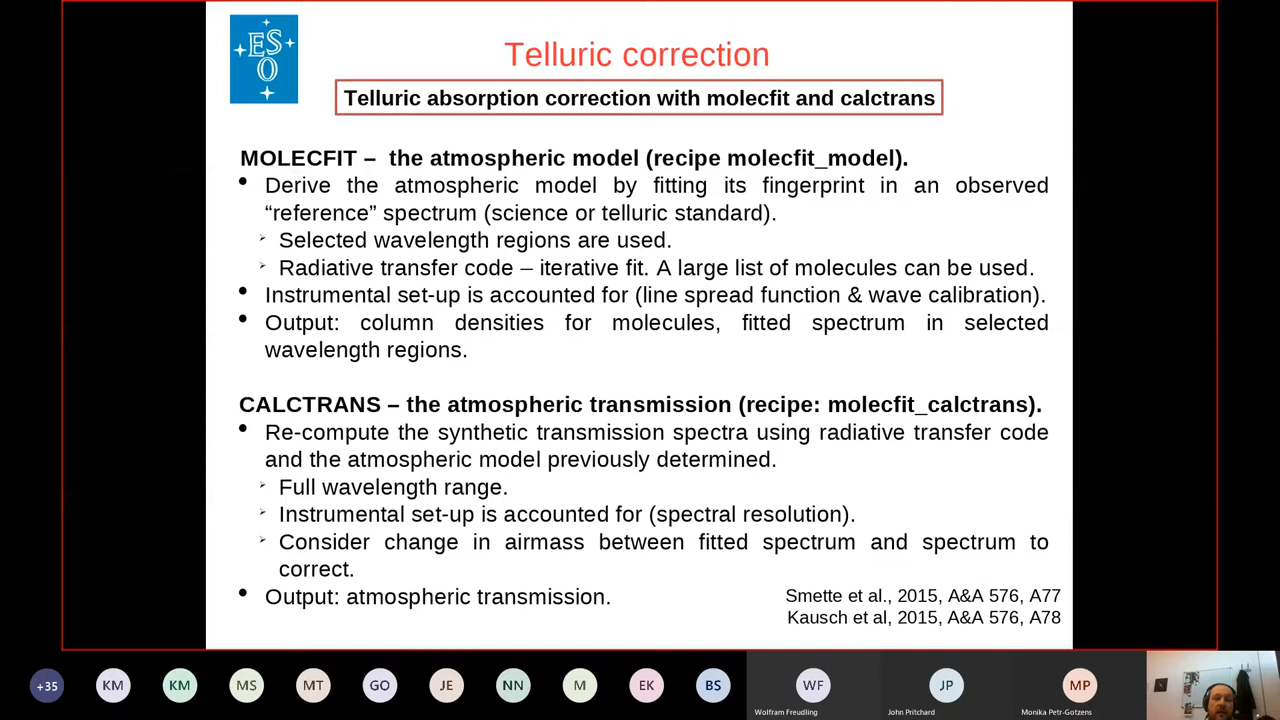 ES
O
Telluric correction
Telluric absorption correction with molecfit and calctrans
MOLECFIT – the atmospheric model (recipe molecfit_model).
Derive the atmospheric model by fitting its fingerprint in an observed
“reference” spectrum (science or telluric standard).
Selected wavelength regions are used.
Radiative transfer code – iterative fit. A large list of molecules can be used.
Instrumental set-up is accounted for (line spread function & wave calibration).
Output: column densities for molecules, fitted spectrum in selected
wavelength regions.
CALCTRANS – the atmospheric transmission (recipe: molecfit_calctrans).
Re-compute the synthetic transmission spectra using radiative transfer code
and the atmospheric model previously determined.
Full wavelength range.
Instrumental set-up is accounted for (spectral resolution).
Consider change in airmass between fitted spectrum and spectrum to
correct.
Output: atmospheric transmission.
Smette et al., 2015, A&A 576, A77
Kausch et al, 2015, A&A 576, A78
+35 KM KM MS MT GO JE NN M EK BS WF JP MP
Wolfram Freudling John Pritchard Monika Petr-Gotzens